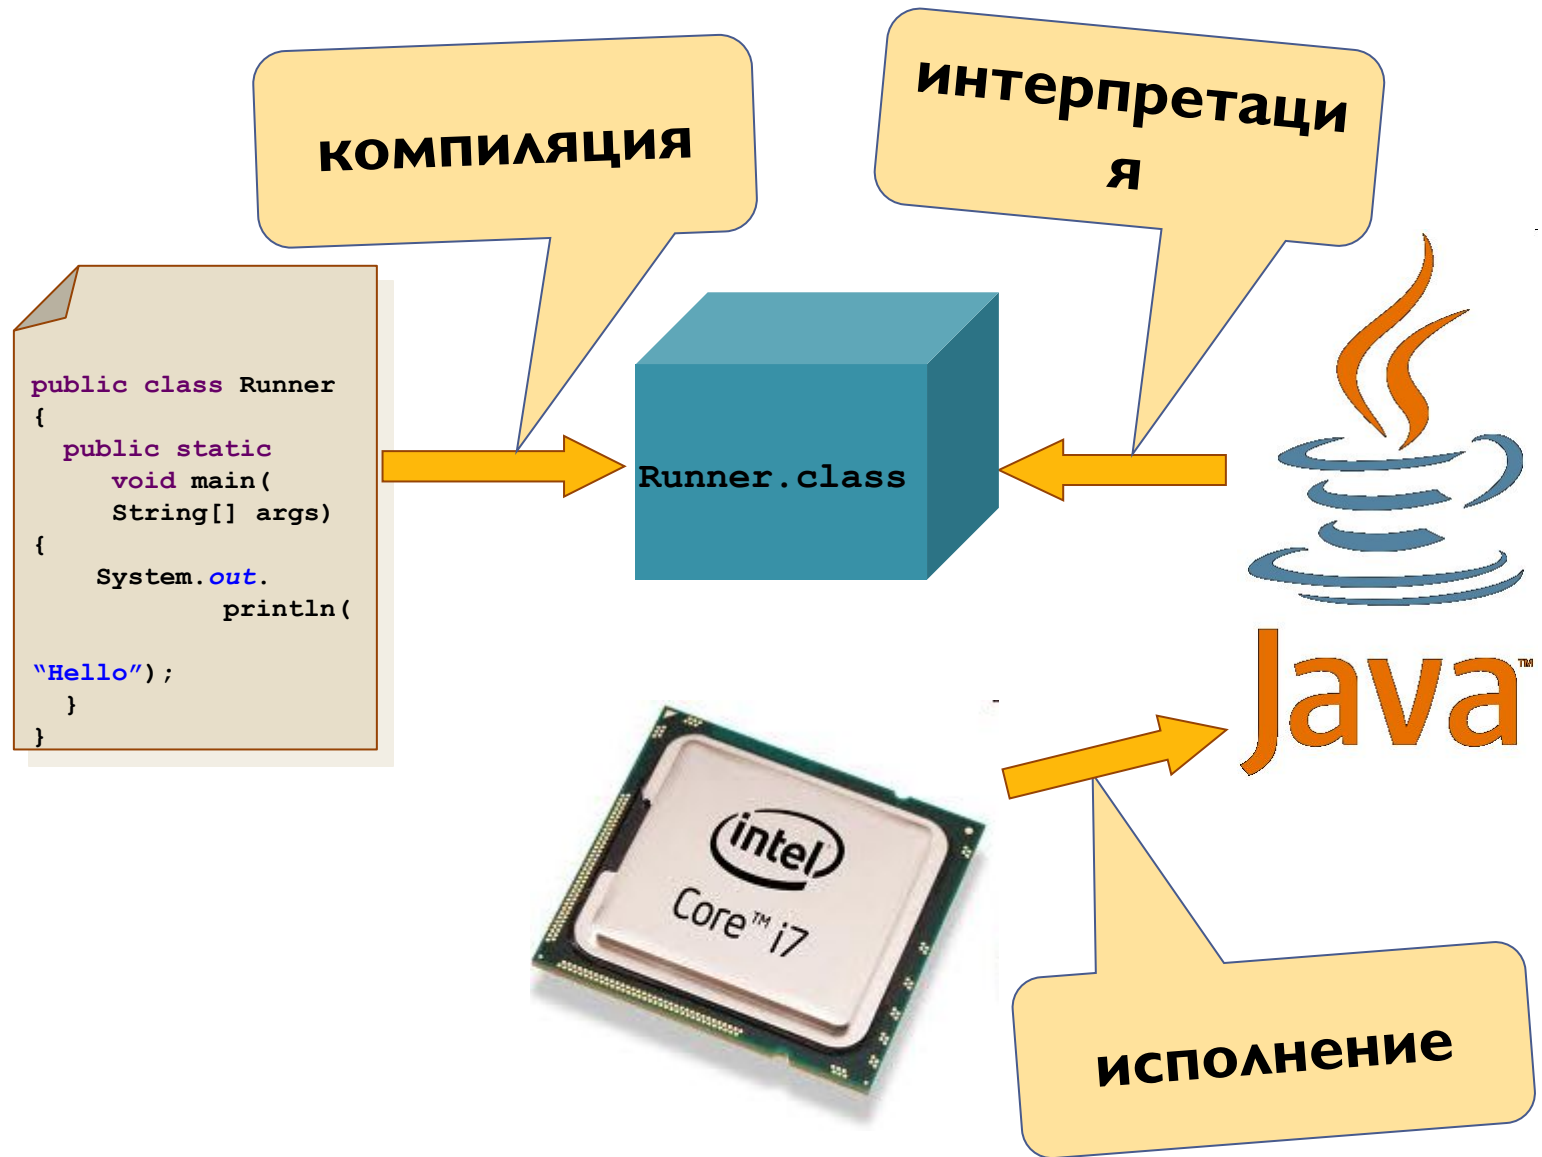 компиляция
интерпретаци
я
public class Runner
{
public static
void main(
String[] args)
{
System.out.
println(
“Hello”);
}
}
Runner.class
Java™
intel
Core™ i7
исполнение